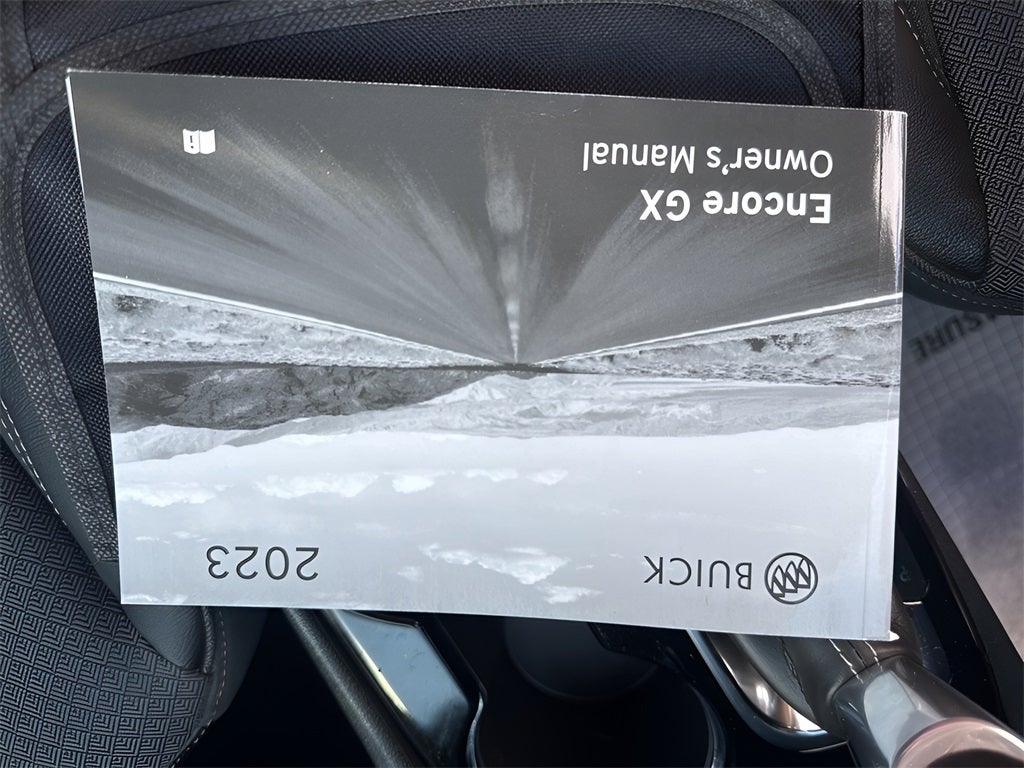 BUICK
2023
Encore GX
Owner's Manual